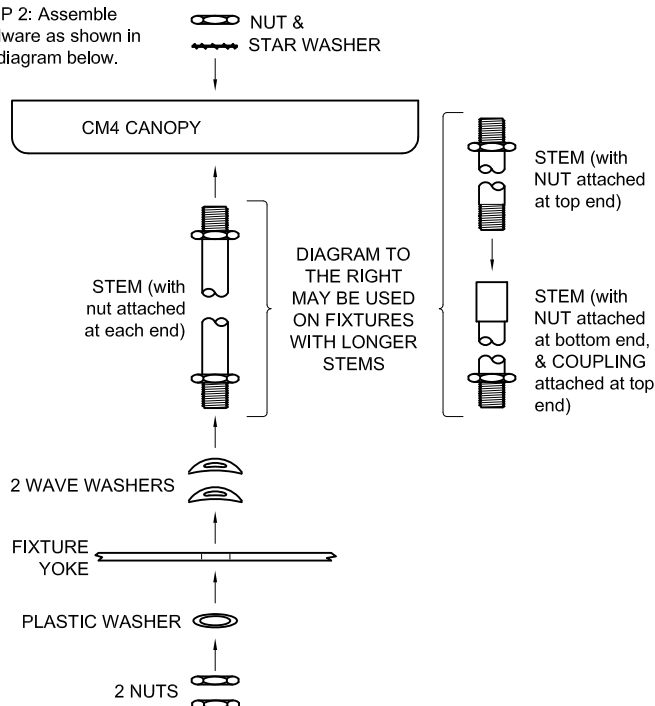 P 2: Assemble
dware as shown in
diagram below.
NUT &
STAR WASHER
CM4 CANOPY
STEM (with
nut attached
at each end)
DIAGRAM TO
THE RIGHT
MAY BE USED
ON FIXTURES
WITH LONGER
STEMS
STEM (with
NUT attached
at top end)
STEM (with
NUT attached
at bottom end,
& COUPLING
attached at top
end)
2 WAVE WASHERS
FIXTURE
YOKE
PLASTIC WASHER
2 NUTS